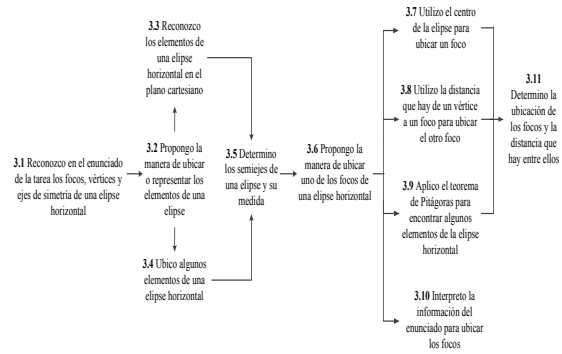 3.1 Reconozco en el enunciado
de la tarea los focos, vértices y
ejes de simetría de una elipse
horizontal
3.2 Propongo la
manera de ubicar
o representar los
elementos de una
elipse
3.3 Reconozco
los elementos de
una elipse
horizontal en el
plano cartesiano
3.4 Ubico algunos
elementos de una
elipse horizontal
3.5 Determino
los semiejes de
una elipse y su
medida
3.6 Propongo la
manera de ubicar
uno de los focos de
una elipse horizontal
3.7 Utilizo el centro
de la elipse para
ubicar un foco
3.8 Utilizo la distancia
que hay de un vértice
a un foco para ubicar
el otro foco
3.9 Aplico el teorema
de Pitágoras para
encontrar algunos
elementos de la elipse
horizontal
3.10 Interpreto la
información del
enunciado para ubicar
los focos
3.11
Determino la
ubicación de
los focos y la
distancia que
hay entre ellos